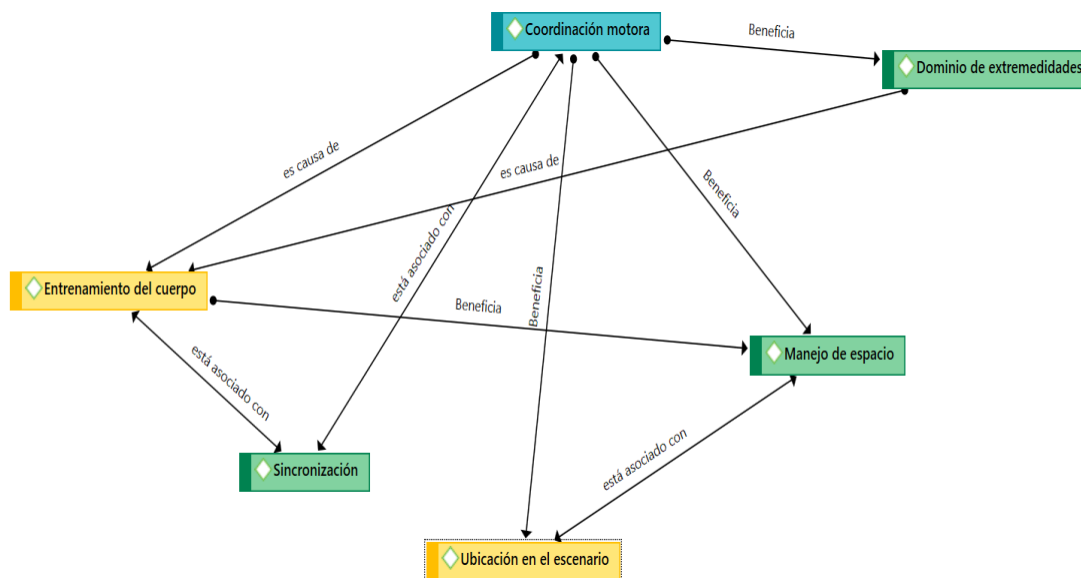 Coordinación motora
Beneficia
Dominio de extremedidades
es causa de
es causa de
Beneficia
está asociado con
Beneficia
Entrenamiento del cuerpo
Beneficia
Manejo de espacio
está asociado con
está asociado con
Sincronización
Ubicación en el escenario